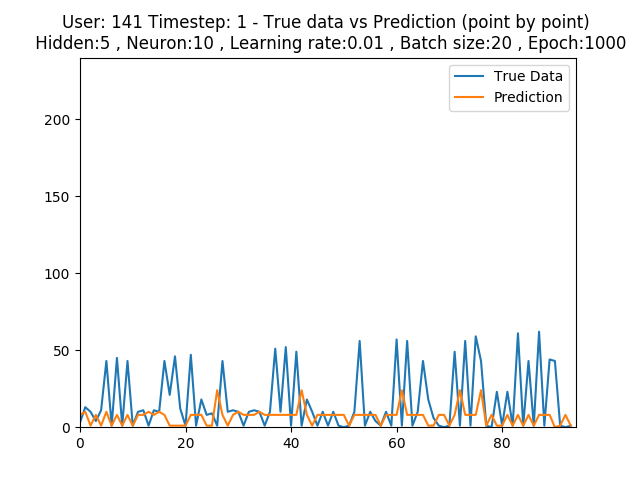 User: 141 Timestep: 1 - True data vs Prediction (point by point)
Hidden:5 , Neuron:10 , Learning rate:0.01 , Batch size:20 , Epoch:1000
True Data
Prediction
200
150
100
50
0
0 20 40 60 80